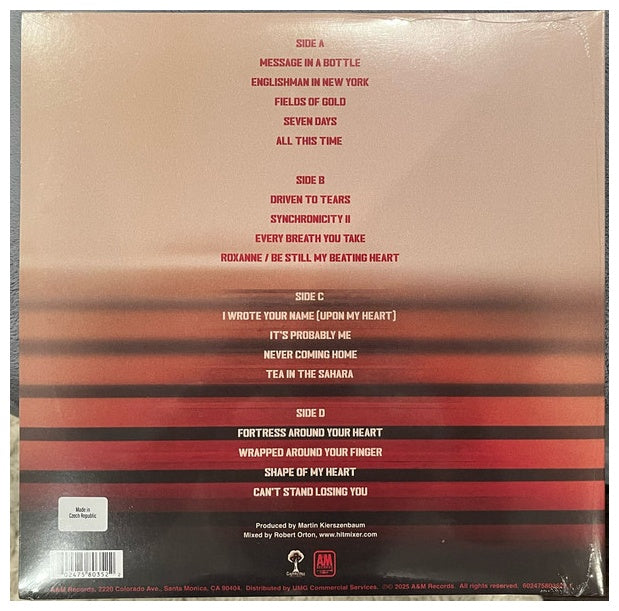 SIDE A
MESSAGE IN A BOTTLE
ENGLISHMAN IN NEW YORK
FIELDS OF GOLD
SEVEN DAYS
ALL THIS TIME
SIDE B
DRIVEN TO TEARS
SYNCHRONICITY II
EVERY BREATH YOU TAKE
ROXANNE / BE STILL MY BEATING HEART
SIDE C
I WROTE YOUR NAME (UPON MY HEART)
IT'S PROBABLY ME
NEVER COMING HOME
TEA IN THE SAHARA
SIDE D
FORTRESS AROUND YOUR HEART
WRAPPED AROUND YOUR FINGER
SHAPE OF MY HEART
CAN'T STAND LOSING YOU
Made in
Czech Republic
Produced by Martin Kierszenbaum
Mixed by Robert Orton, www.hitmixer.com
CHERRYTREE
A&M
02475 80352 2
A&M Records, 2220 Colorado Ave., Santa Monica, CA 90404. Distributed by UMG Commercial Services. ℗© 2025 A&M Records. All rights reserved.